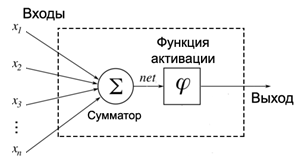 Входы
x1
x2
x3
⋮
xn
Σ
Сумматор
net
Функция
активации
φ
Выход